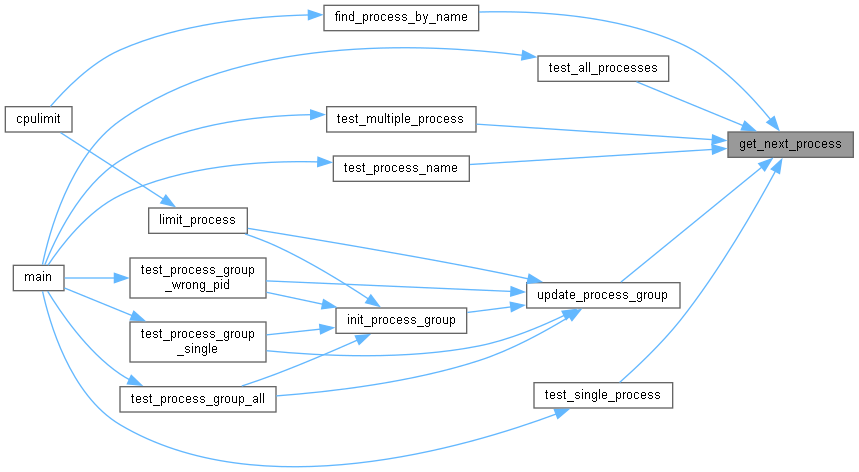 find_process_by_name
test_all_processes
cpulimit
test_multiple_process
get_next_process
test_process_name
limit_process
main
test_process_group
_wrong_pid
update_process_group
init_process_group
test_process_group
_single
test_process_group_all
test_single_process